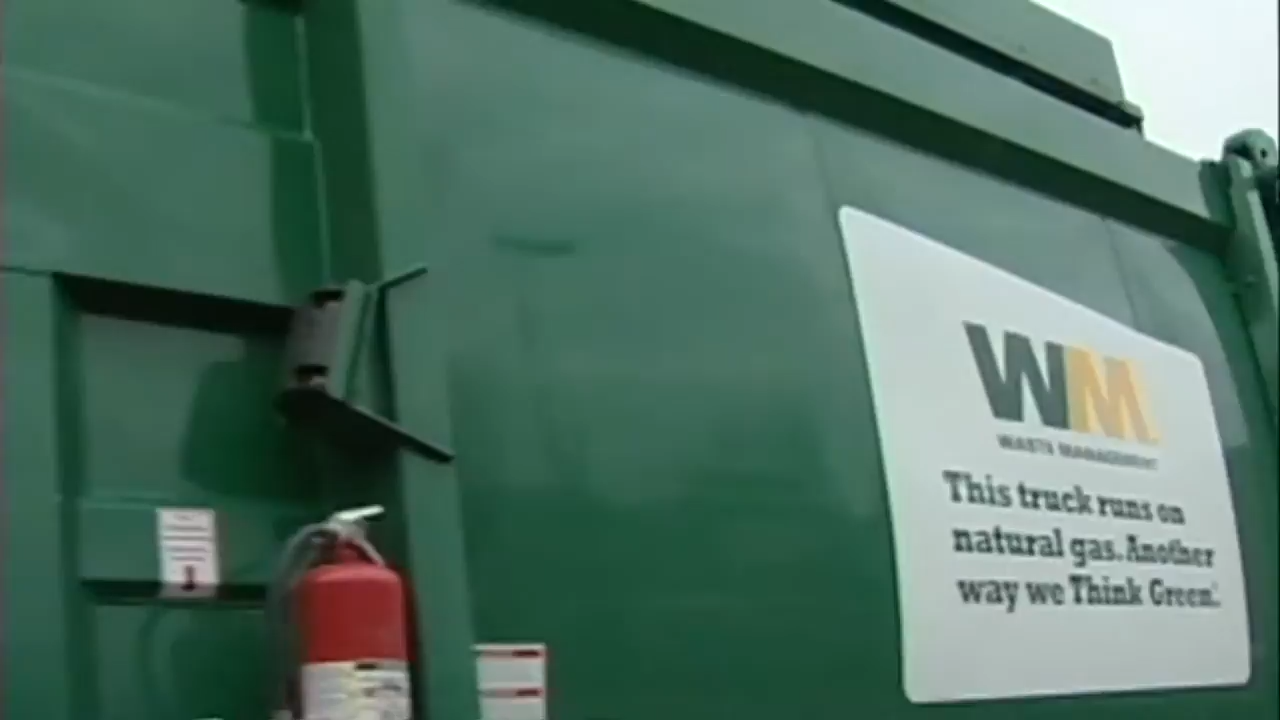 WM
WASTE MANAGEMENT
This truck runs on
natural gas. Another
way we Think Green.